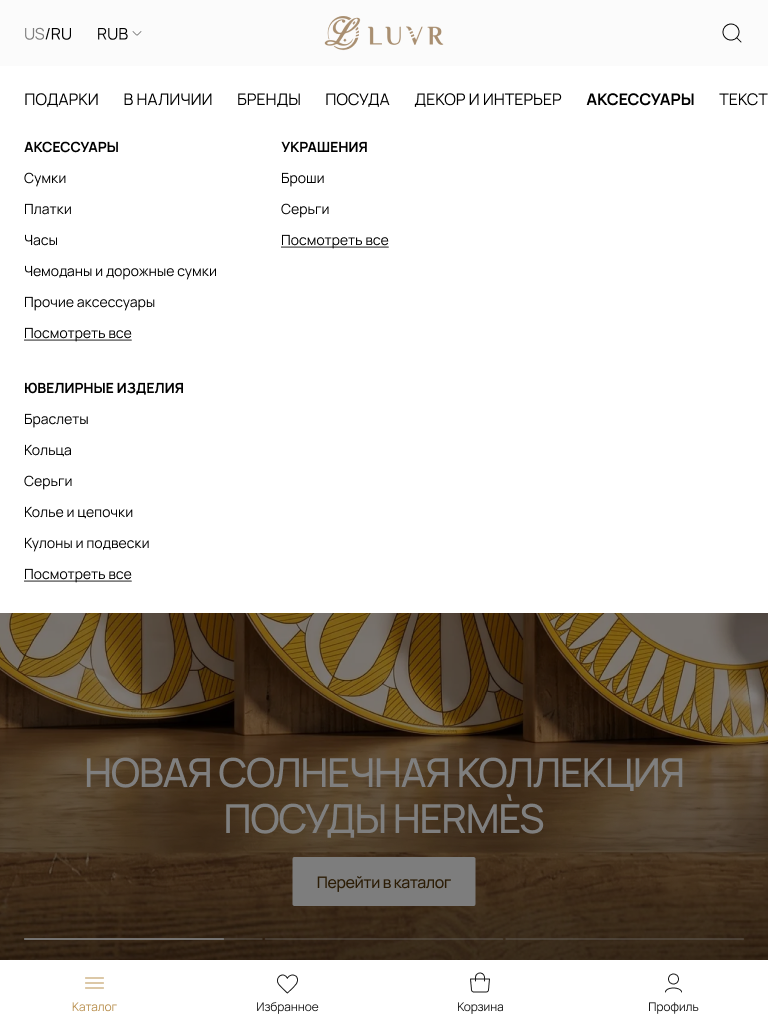 US/RU RUB L LUVR
ПОДАРКИ В НАЛИЧИИ БРЕНДЫ ПОСУДА ДЕКОР И ИНТЕРЬЕР АКСЕССУАРЫ ТЕКСТ
АКСЕССУАРЫ
Сумки
Платки
Часы
Чемоданы и дорожные сумки
Прочие аксессуары
Посмотреть все
УКРАШЕНИЯ
Броши
Серьги
Посмотреть все
ЮВЕЛИРНЫЕ ИЗДЕЛИЯ
Браслеты
Кольца
Серьги
Колье и цепочки
Кулоны и подвески
Посмотреть все
НОВАЯ СОЛНЕЧНАЯ КОЛЛЕКЦИЯ
ПОСУДЫ HERMÈS
Перейти в каталог
Каталог Избранное Корзина Профиль